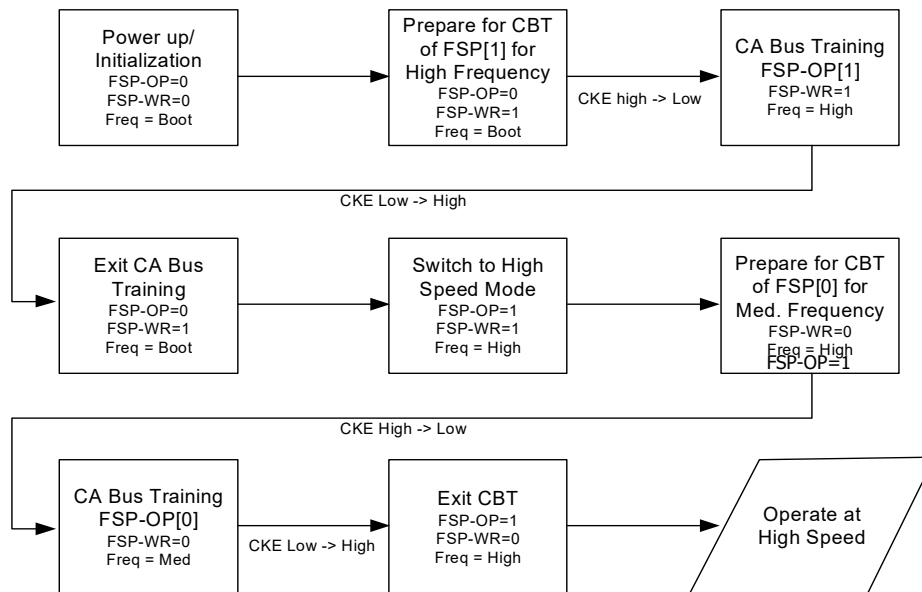 Power up/
Initialization
FSP-OP=0
FSP-WR=0
Freq = Boot
Prepare for CBT
of FSP[1] for
High Frequency
FSP-OP=0
FSP-WR=1
Freq = Boot
CKE high -> Low
CA Bus Training
FSP-OP[1]
FSP-WR=1
Freq = High
CKE Low -> High
Exit CA Bus
Training
FSP-OP=0
FSP-WR=1
Freq = Boot
Switch to High
Speed Mode
FSP-OP=1
FSP-WR=1
Freq = High
Prepare for CBT
of FSP[0] for
Med. Frequency
FSP-WR=0
Freq = High
FSP-OP=1
CKE High -> Low
CA Bus Training
FSP-OP[0]
FSP-WR=0
Freq = Med
CKE Low -> High
Exit CBT
FSP-OP=1
FSP-WR=0
Freq = High
Operate at
High Speed